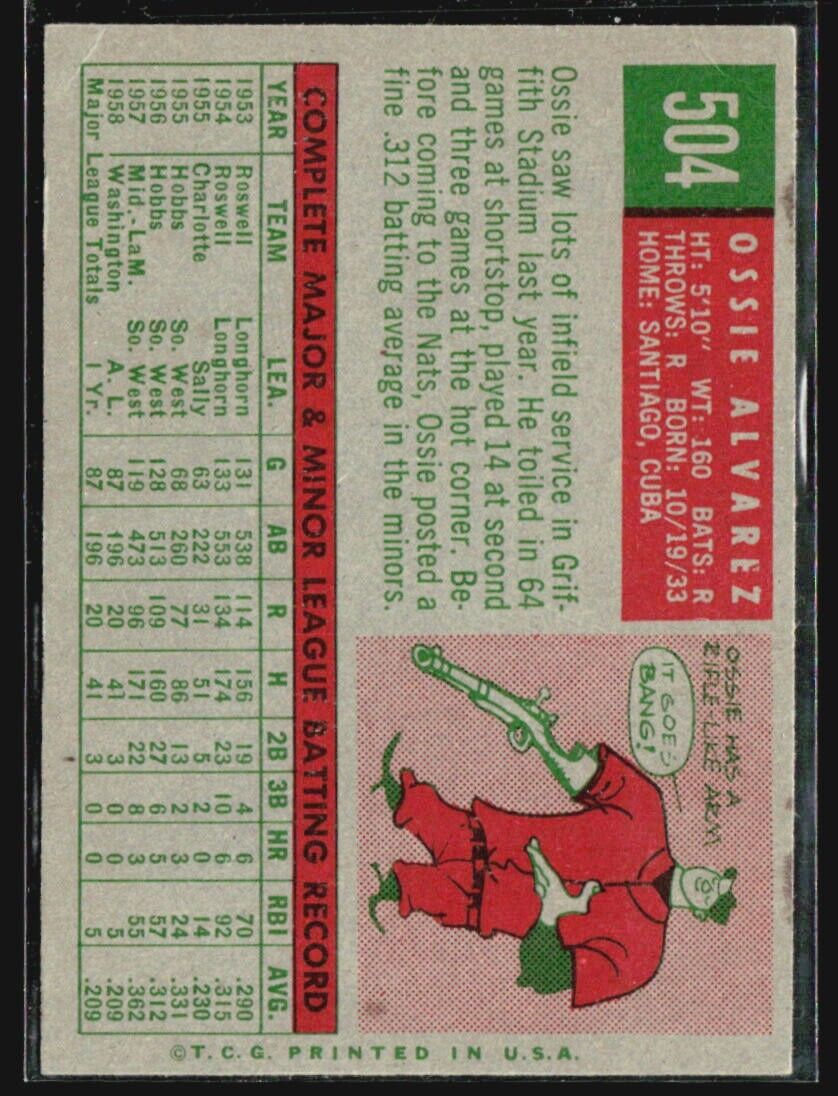 504
OSSIE ALVAREZ
HT: 5'10" WT: 160 BATS: R
THROWS: R BORN: 10/19/33
HOME: SANTIAGO, CUBA
Ossie saw lots of infield service in Grif-
fith Stadium last year. He toiled in 64
games at shortstop, played 14 at second
and three games at the hot corner. Be-
fore coming to the Nats, Ossie posted a
fine .312 batting average in the minors.
OSSIE HAS A
RIFLE LIKE ARM
IT GOES
BANG!
COMPLETE MAJOR & MINOR LEAGUE BATTING RECORD
YEAR TEAM LEA. G AB R H 2B 3B HR RBI AVG.
1953 Roswell Longhorn 131 538 114 156 19 4 6 70 .290
1954 Roswell Longhorn 133 553 134 174 23 10 6 92 .315
1955 Charlotte Sally 63 222 31 51 5 2 0 14 .230
1955 Hobbs So. West 68 260 77 86 13 2 3 24 .331
1956 Hobbs So. West 128 513 109 160 27 6 5 57 .312
1957 Mid.-LaM. So. West 119 473 96 171 22 8 3 55 .362
1958 Washington A.L. 87 196 20 41 3 0 0 5 .209
Major League Totals 1 Yr. 87 196 20 41 3 0 0 5 .209
©T.C.G. PRINTED IN U.S.A.